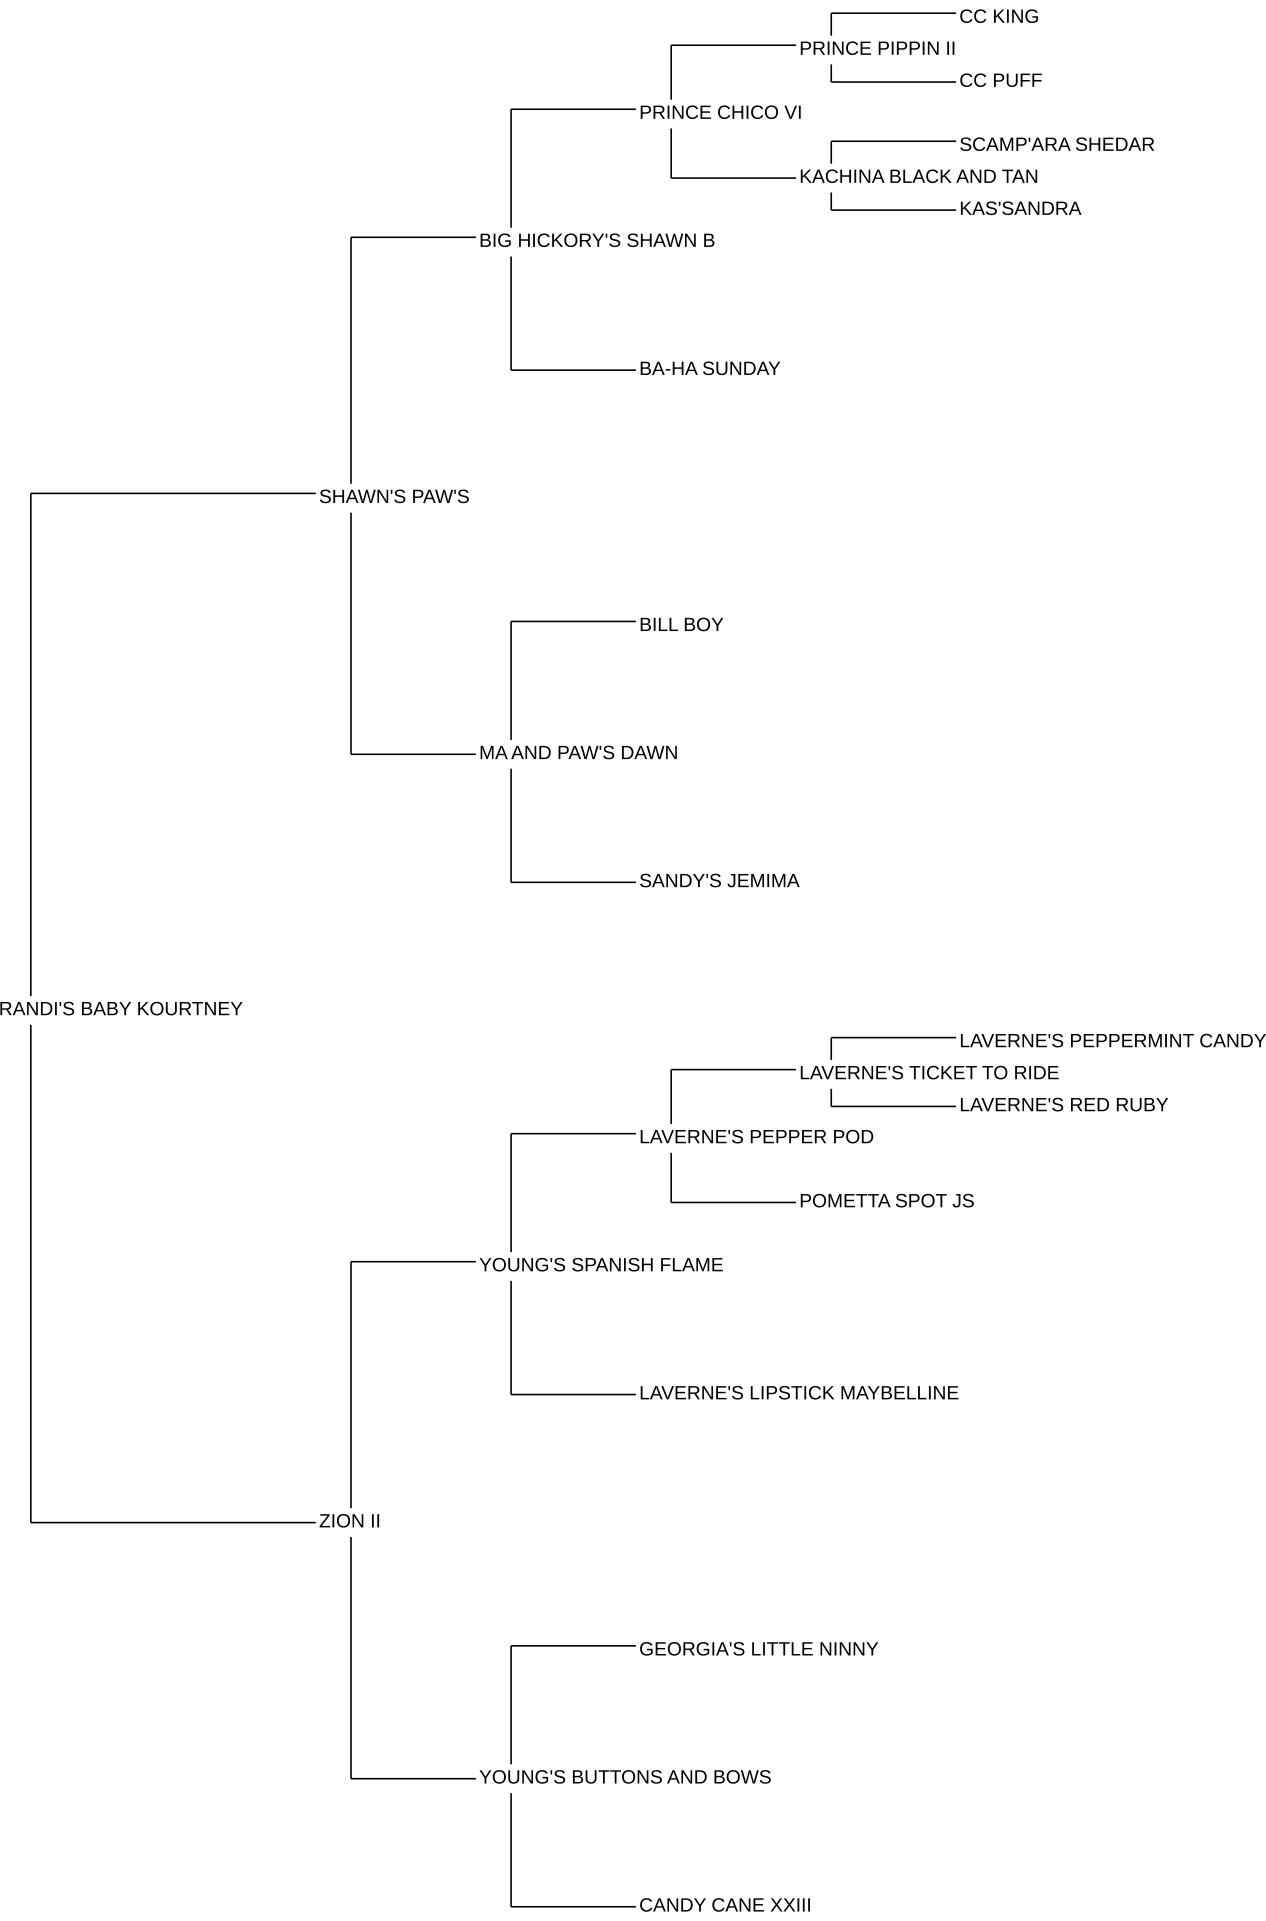 CC KING
PRINCE PIPPIN II
CC PUFF
PRINCE CHICO VI
SCAMP'ARA SHEDAR
KACHINA BLACK AND TAN
KAS'SANDRA
BIG HICKORY'S SHAWN B
BA-HA SUNDAY
SHAWN'S PAW'S
BILL BOY
MA AND PAW'S DAWN
SANDY'S JEMIMA
RANDI'S BABY KOURTNEY
LAVERNE'S PEPPERMINT CANDY
LAVERNE'S TICKET TO RIDE
LAVERNE'S RED RUBY
LAVERNE'S PEPPER POD
POMETTA SPOT JS
YOUNG'S SPANISH FLAME
LAVERNE'S LIPSTICK MAYBELLINE
ZION II
GEORGIA'S LITTLE NINNY
YOUNG'S BUTTONS AND BOWS
CANDY CANE XXIII